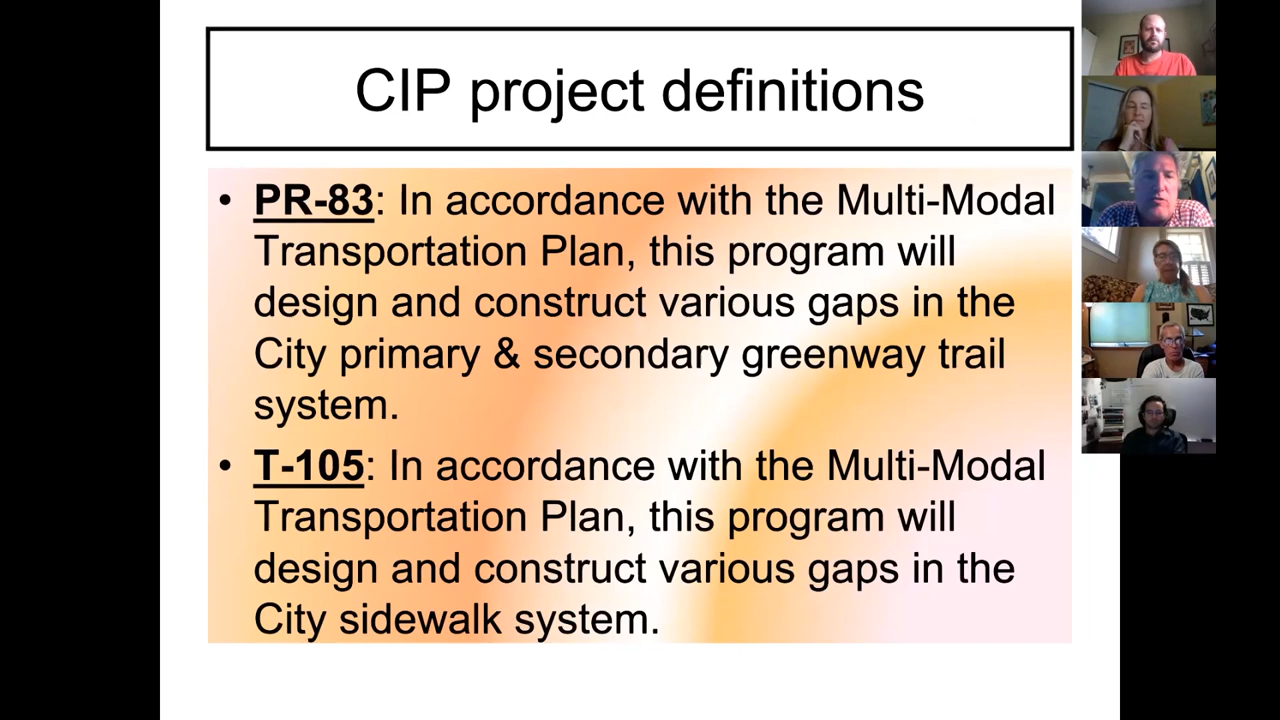 CIP project definitions
• PR-83: In accordance with the Multi-Modal
Transportation Plan, this program will
design and construct various gaps in the
City primary & secondary greenway trail
system.
• T-105: In accordance with the Multi-Modal
Transportation Plan, this program will
design and construct various gaps in the
City sidewalk system.